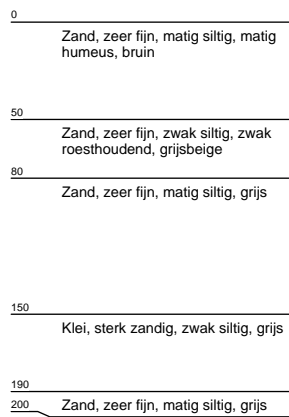 0
Zand, zeer fijn, matig siltig, matig
humeus, bruin
50
Zand, zeer fijn, zwak siltig, zwak
roesthoudend, grijsbeige
80
Zand, zeer fijn, matig siltig, grijs
150
Klei, sterk zandig, zwak siltig, grijs
190
Zand, zeer fijn, matig siltig, grijs
200